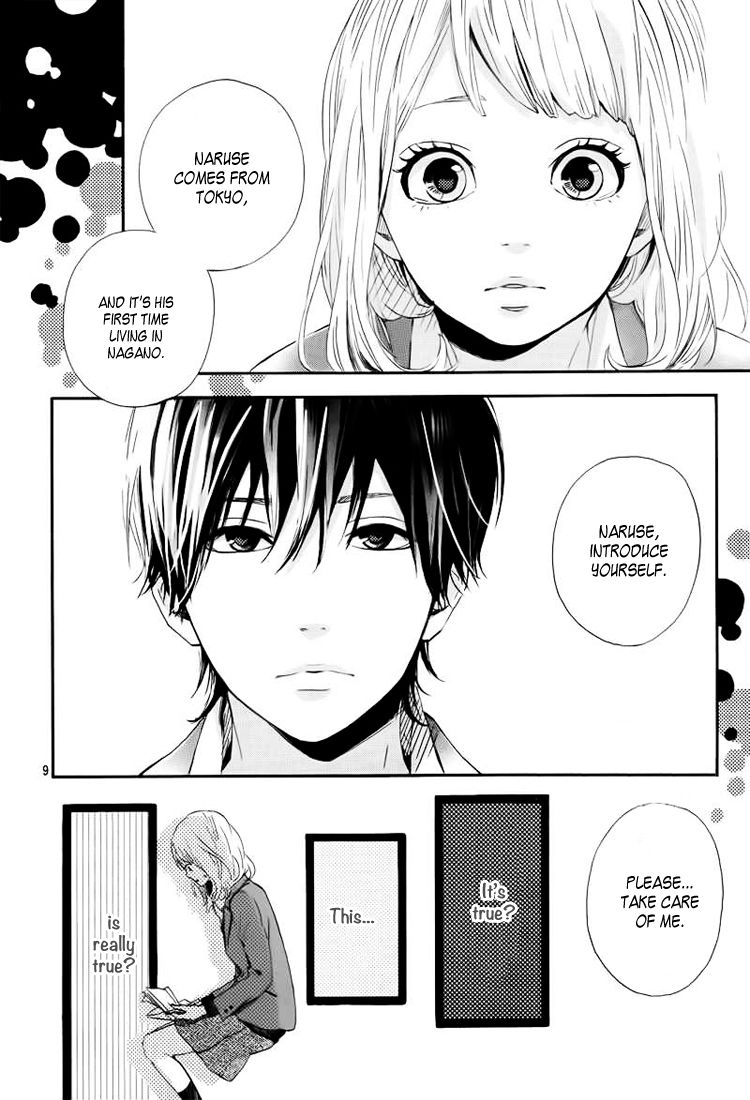 NARUSE
COMES FROM
TOKYO,
AND IT'S HIS
FIRST TIME
LIVING IN
NAGANO.
NARUSE,
INTRODUCE
YOURSELF.
9
PLEASE...
TAKE CARE
OF ME.
It's
true?
This...
is
really
true?